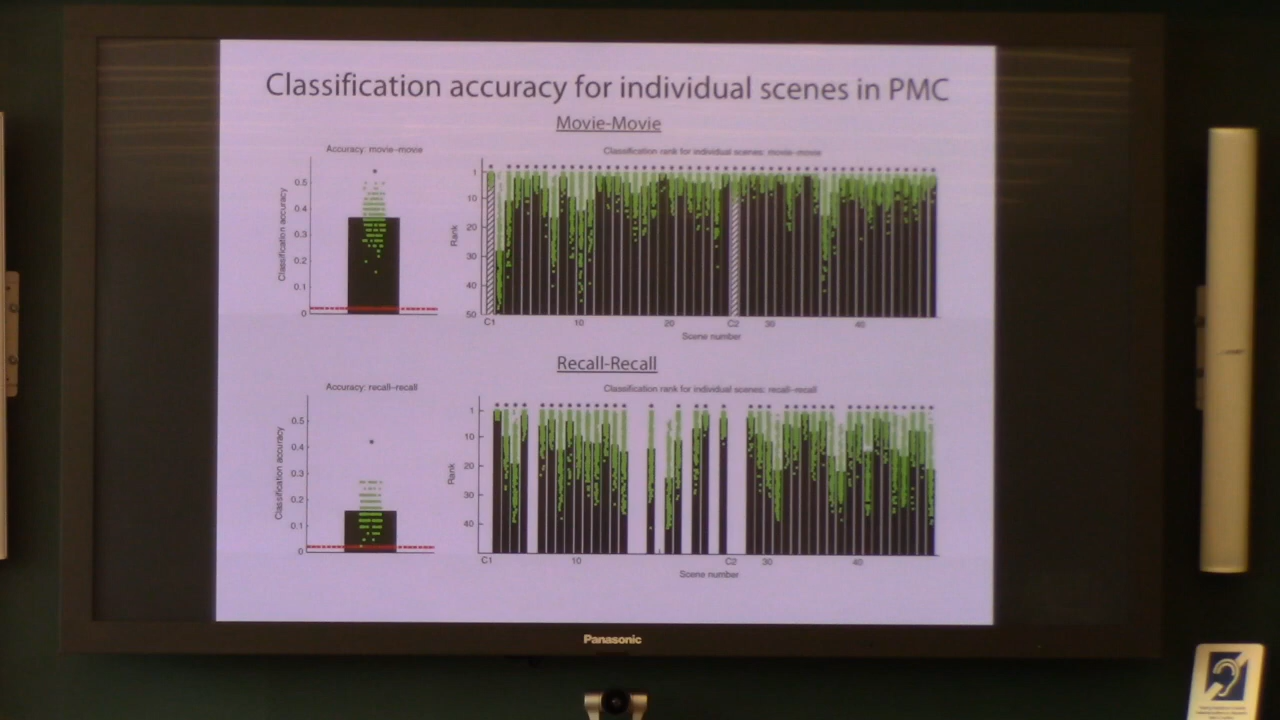 Classification accuracy for individual scenes in PMC
Movie-Movie
Accuracy: movie-movie
Classification rank for individual scenes: movie-movie
Classification accuracy
0.5
0.4
0.3
0.2
0.1
0
Rank
1
10
20
30
40
50
C1 10 20 C2 30 40
Scene number
Recall-Recall
Accuracy: recall-recall
Classification rank for individual scenes: recall-recall
Classification accuracy
0.5
0.4
0.3
0.2
0.1
0
Rank
1
10
20
30
40
C1 10 C2 30 40
Scene number
Panasonic